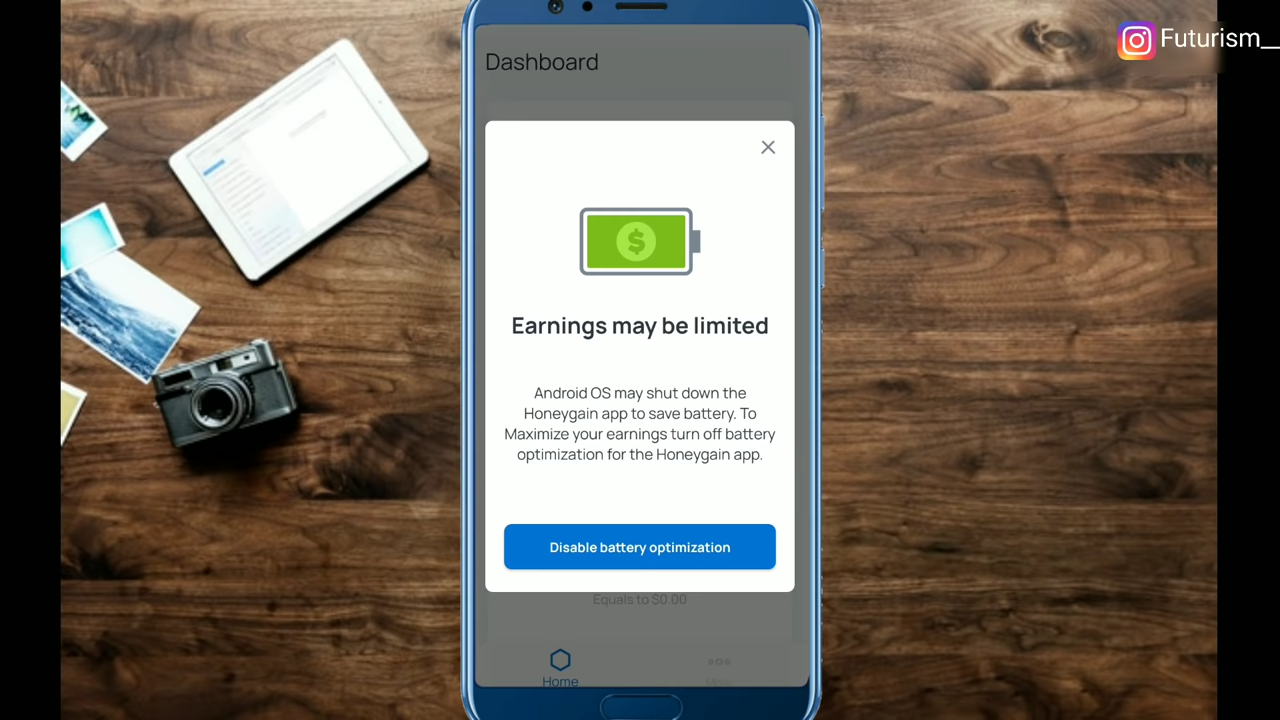 Futurism_
Dashboard
$
Earnings may be limited
Android OS may shut down the
Honeygain app to save battery. To
Maximize your earnings turn off battery
optimization for the Honeygain app.
Disable battery optimization
Equals to $0.00
Home